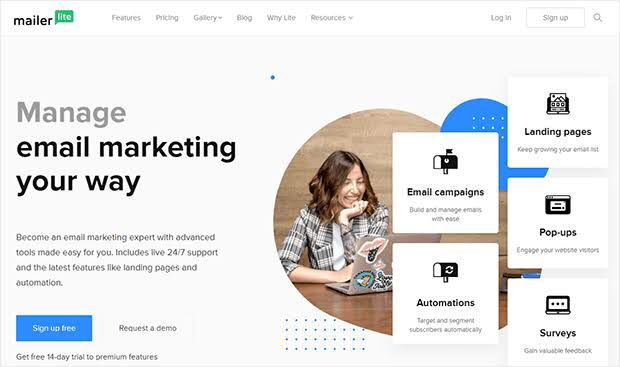 mailer lite
Features Pricing Gallery Blog Why Lite Resources
Log in Sign up
Manage
email marketing
your way
Become an email marketing expert with advanced
tools made easy for you. Includes live 24/7 support
and the latest features like landing pages and
automation.
Sign up free Request a demo
Get free 14-day trial to premium features
Email campaigns
Build and manage emails
with ease
Automations
Target and segment
subscribers automatically
Landing pages
Keep growing your email list
Pop-ups
Engage your website visitors
Surveys
Gain valuable feedback